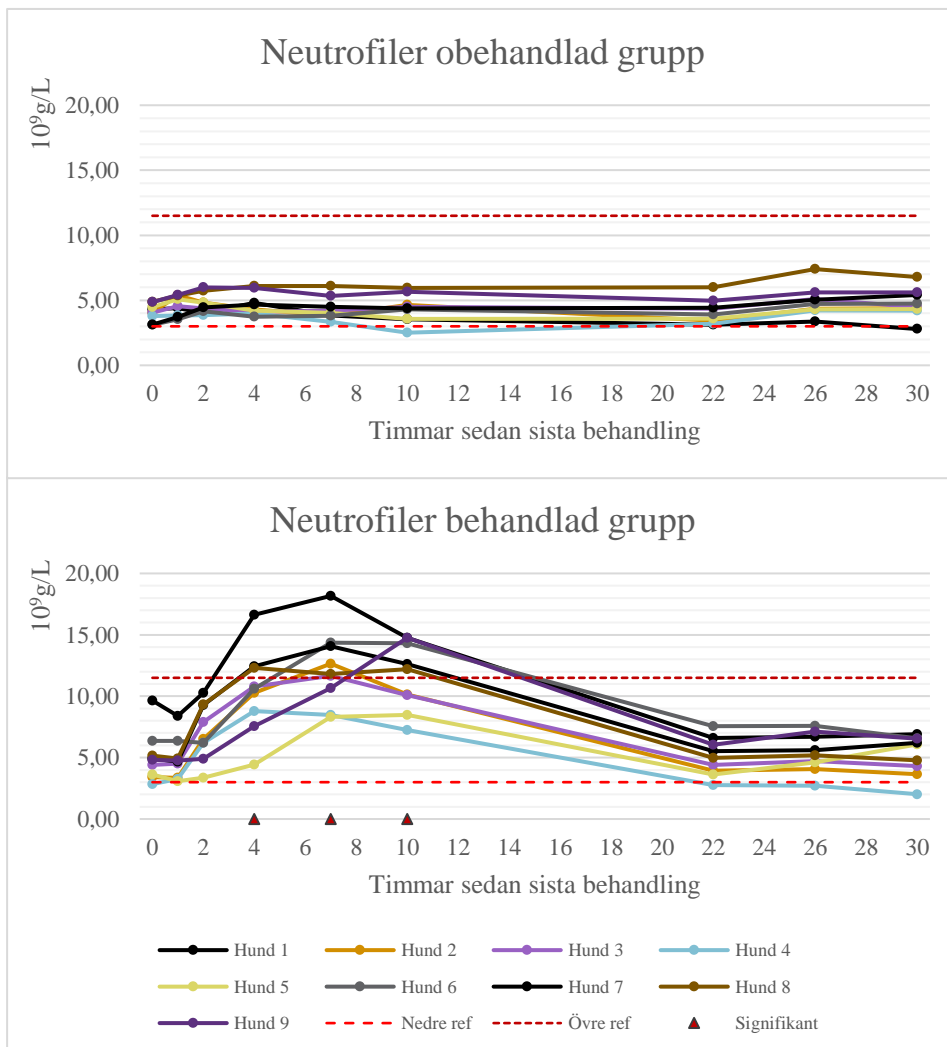 Neutrofiler obehandlad grupp
10⁹g/L
20,00
15,00
10,00
5,00
0,00
0 2 4 6 8 10 12 14 16 18 20 22 24 26 28 30
Timmar sedan sista behandling
Neutrofiler behandlad grupp
10⁹g/L
20,00
15,00
10,00
5,00
0,00
0 2 4 6 8 10 12 14 16 18 20 22 24 26 28 30
Timmar sedan sista behandling
Hund 1 Hund 2 Hund 3 Hund 4
Hund 5 Hund 6 Hund 7 Hund 8
Hund 9 Nedre ref Övre ref Signifikant